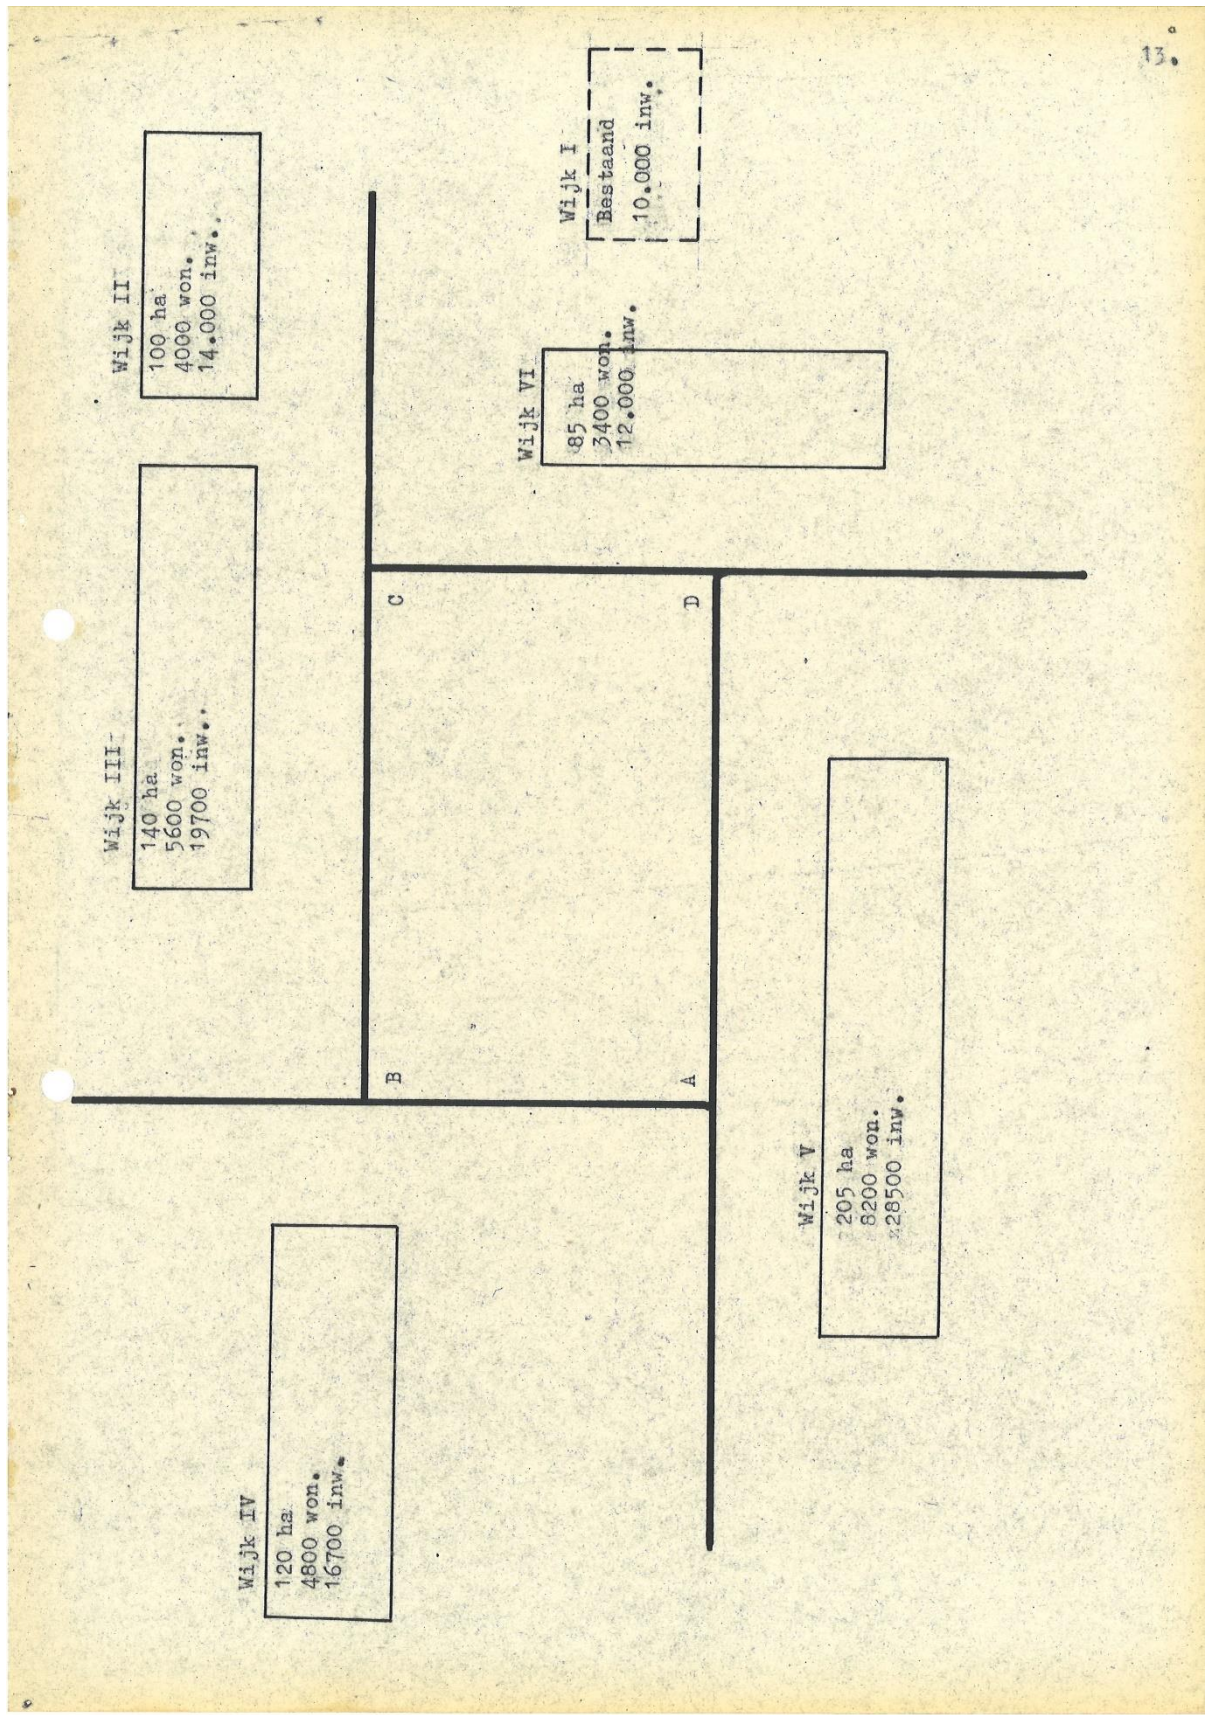 13.
Wijk IV
120 ha
4800 won.
16700 inw.
Wijk III
140 ha
5600 won.
19700 inw.
Wijk II
100 ha
4000 won.
14.000 inw.
B
C
A
D
Wijk V
205 ha
8200 won.
28500 inw.
Wijk VI
85 ha
3400 won.
12.000 inw.
Wijk I
Bestaand
10.000 inw.